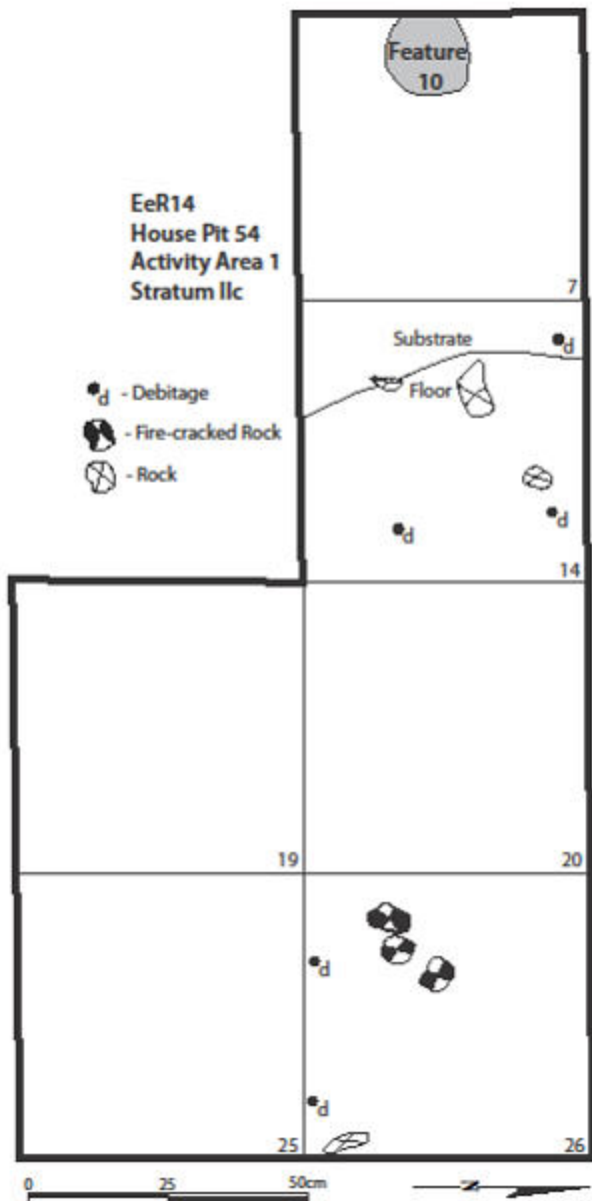 Feature
10
EeR14
House Pit 54
Activity Area 1
Stratum IIc
7
Substrate
d
Floor
d - Debitage
- Fire-cracked Rock
- Rock
d
d
14
19
20
d
d
25
26
0 25 50cm
N